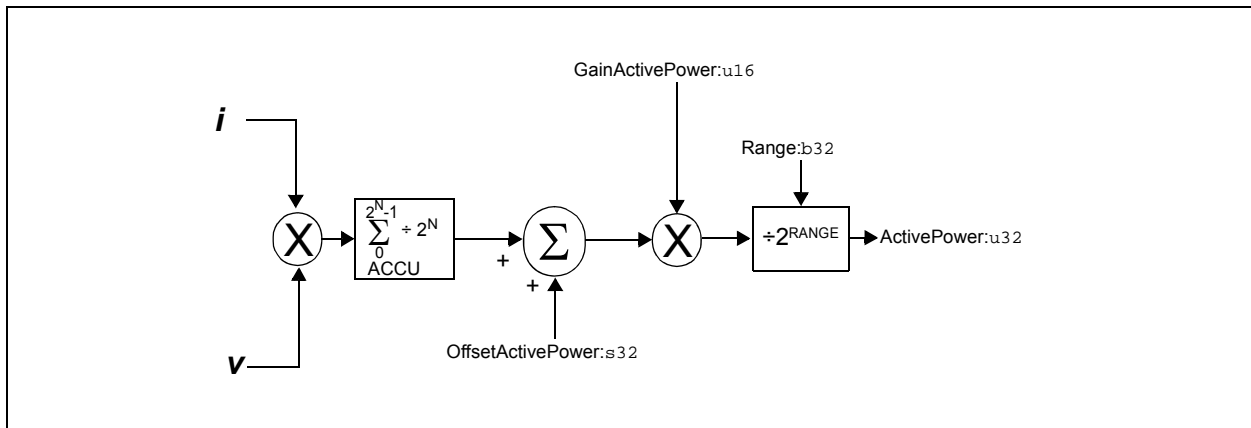 GainActivePower:u16
i
Range:b32
X
2^N-1
∑ ÷ 2^N
0
ACCU
+
Σ
+
X
÷2^RANGE
ActivePower:u32
OffsetActivePower:s32
v